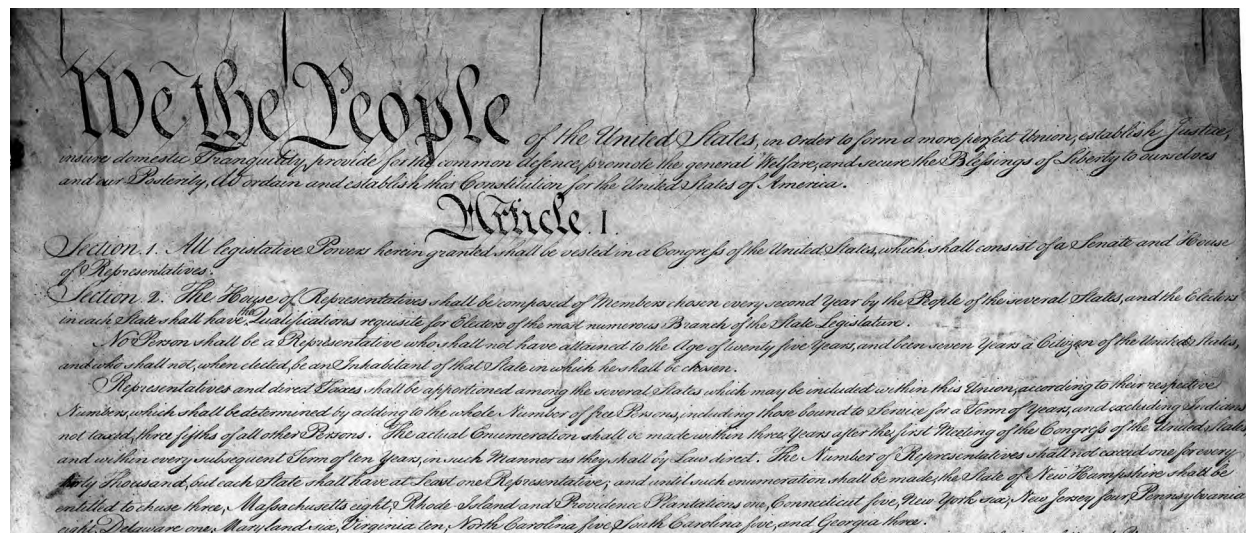 We the People of the United States, in Order to form a more perfect Union, establish Justice,
insure domestic Tranquility, provide for the common defence, promote the general Welfare, and secure the Blessings of Liberty to ourselves
and our Posterity, do ordain and establish this Constitution for the United States of America.
Article. I.
Section. 1. All legislative Powers herein granted shall be vested in a Congress of the United States, which shall consist of a Senate and House
of Representatives.
Section. 2. The House of Representatives shall be composed of Members chosen every second Year by the People of the several States, and the Electors
in each State shall have the Qualifications requisite for Electors of the most numerous Branch of the State Legislature.
No Person shall be a Representative who shall not have attained to the Age of twenty five Years, and been seven Years a Citizen of the United States,
and who shall not, when elected, be an Inhabitant of that State in which he shall be chosen.
Representatives and direct Taxes shall be apportioned among the several States which may be included within this Union, according to their respective
Numbers, which shall be determined by adding to the whole Number of free Persons, including those bound to Service for a Term of Years, and excluding Indians
not taxed, three fifths of all other Persons. The actual Enumeration shall be made within three Years after the first Meeting of the Congress of the United States,
and within every subsequent Term of ten Years, in such Manner as they shall by Law direct. The Number of Representatives shall not exceed one for every
thirty Thousand, but each State shall have at Least one Representative; and until such enumeration shall be made, the State of New Hampshire shall be
entitled to chuse three, Massachusetts eight, Rhode-Island and Providence Plantations one, Connecticut five, New York six, New Jersey four, Pennsylvania
eight, Delaware one, Maryland six, Virginia ten, North Carolina five, South Carolina five, and Georgia three.